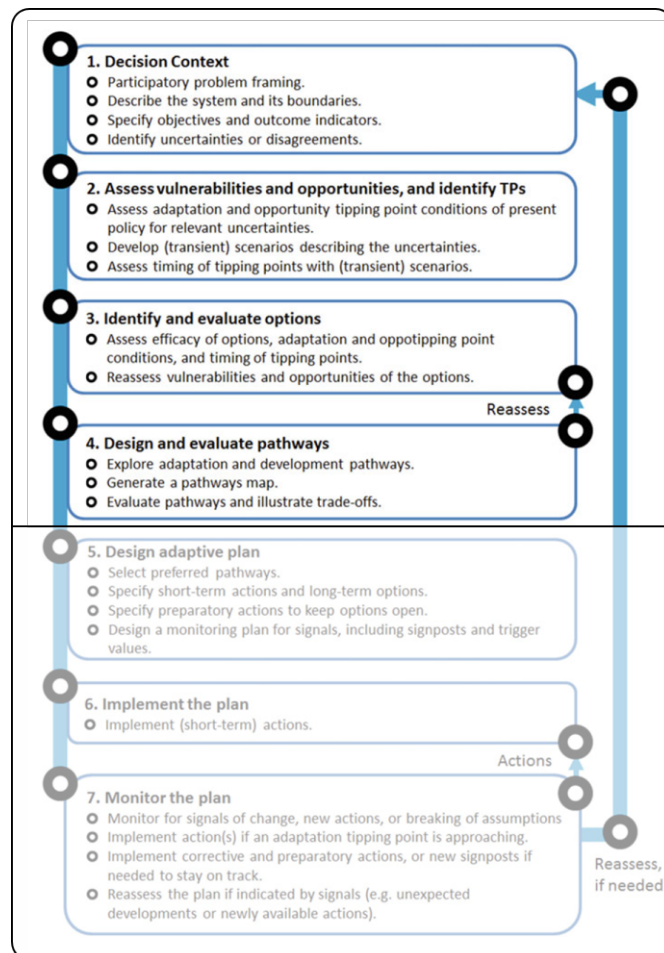 1. Decision Context
Participatory problem framing.
Describe the system and its boundaries.
Specify objectives and outcome indicators.
Identify uncertainties or disagreements.
2. Assess vulnerabilities and opportunities, and identify TPs
Assess adaptation and opportunity tipping point conditions of present
policy for relevant uncertainties.
Develop (transient) scenarios describing the uncertainties.
Assess timing of tipping points with (transient) scenarios.
3. Identify and evaluate options
Assess efficacy of options, adaptation and oppotipping point
conditions, and timing of tipping points.
Reassess vulnerabilities and opportunities of the options.
Reassess
4. Design and evaluate pathways
Explore adaptation and development pathways.
Generate a pathways map.
Evaluate pathways and illustrate trade-offs.
5. Design adaptive plan
Select preferred pathways.
Specify short-term actions and long-term options.
Specify preparatory actions to keep options open.
Design a monitoring plan for signals, including signposts and trigger
values.
6. Implement the plan
Implement (short-term) actions.
Actions
7. Monitor the plan
Monitor for signals of change, new actions, or breaking of assumptions
Implement action(s) if an adaptation tipping point is approaching.
Implement corrective and preparatory actions, or new signposts if
needed to stay on track.
Reassess the plan if indicated by signals (e.g. unexpected
developments or newly available actions).
Reassess,
if needed